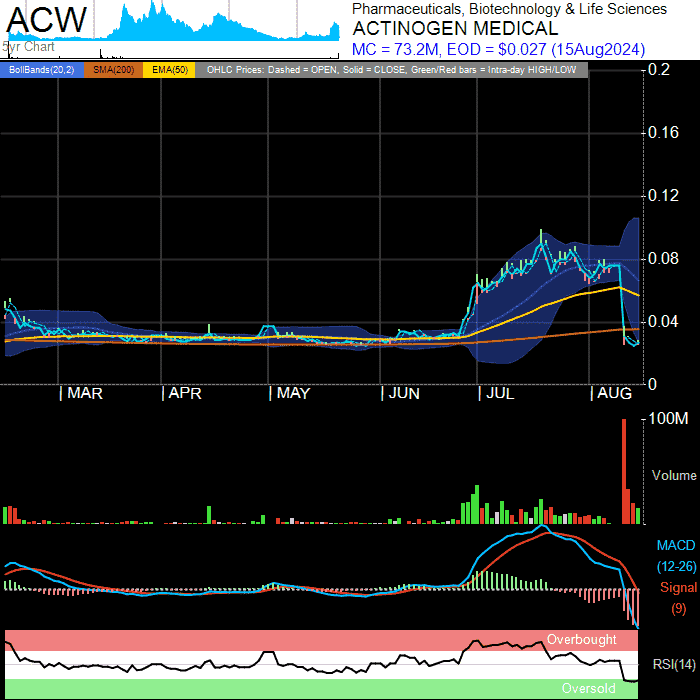 ACW
5yr Chart
Pharmaceuticals, Biotechnology & Life Sciences
ACTINOGEN MEDICAL
MC = 73.2M, EOD = $0.027 (15Aug2024)
BollBands(20,2) SMA(200) EMA(50) OHLC Prices: Dashed = OPEN, Solid = CLOSE, Green/Red bars = Intra-day HIGH/LOW
0.2
0.16
0.12
0.08
0.04
0
| MAR | APR | MAY | JUN | JUL | AUG
100M
Volume
MACD
(12-26)
Signal
(9)
Overbought
RSI(14)
Oversold